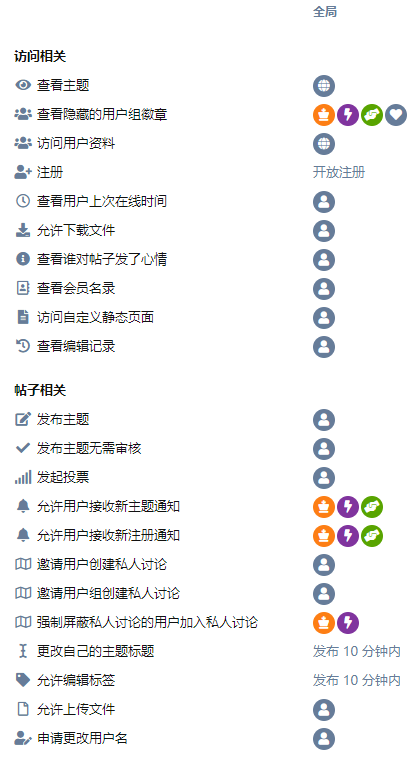 全局
访问相关
查看主题
查看隐藏的用户组徽章
访问用户资料
注册 开放注册
查看用户上次在线时间
允许下载文件
查看谁对帖子发了心情
查看会员名录
访问自定义静态页面
查看编辑记录
帖子相关
发布主题
发布主题无需审核
发起投票
允许用户接收新主题通知
允许用户接收新注册通知
邀请用户创建私人讨论
邀请用户组创建私人讨论
强制屏蔽私人讨论的用户加入私人讨论
更改自己的主题标题 发布 10 分钟内
允许编辑标签 发布 10 分钟内
允许上传文件
申请更改用户名